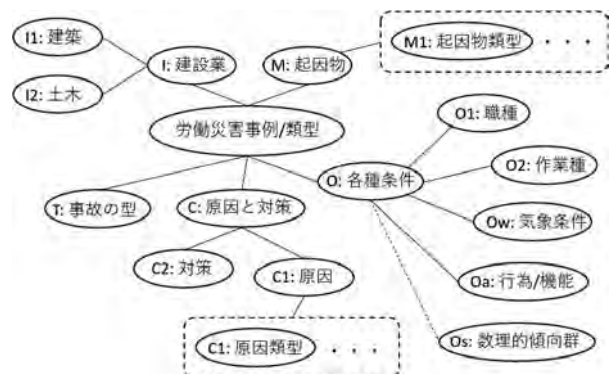 I1: 建築
I2: 土木
I: 建設業
M: 起因物
M1: 起因物類型 ・ ・ ・
労働災害事例/類型
O1: 職種
O2: 作業種
O: 各種条件
Ow: 気象条件
Oa: 行為/機能
Os: 数理的傾向群
T: 事故の型
C: 原因と対策
C2: 対策
C1: 原因
C1: 原因類型 ・ ・ ・